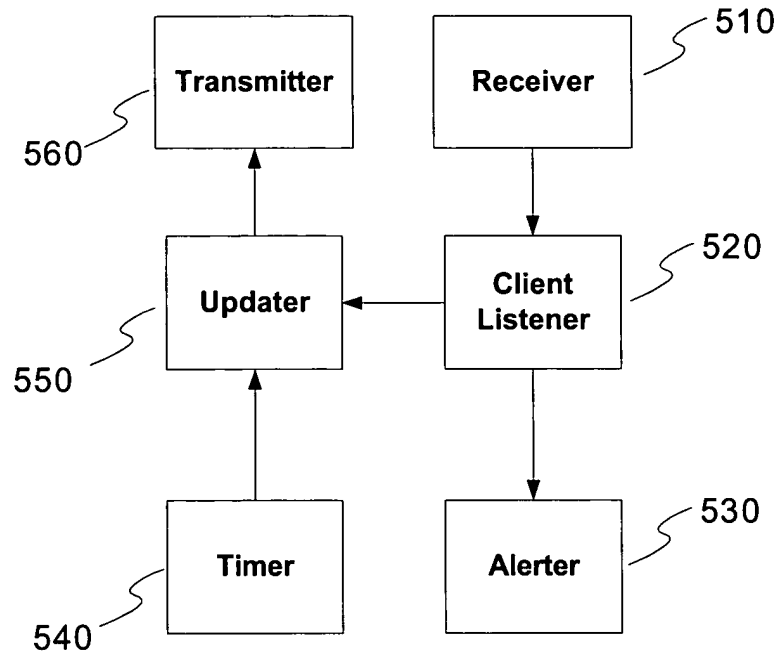 Transmitter
560
Receiver
510
Updater
550
Client
Listener
520
Timer
540
Alerter
530